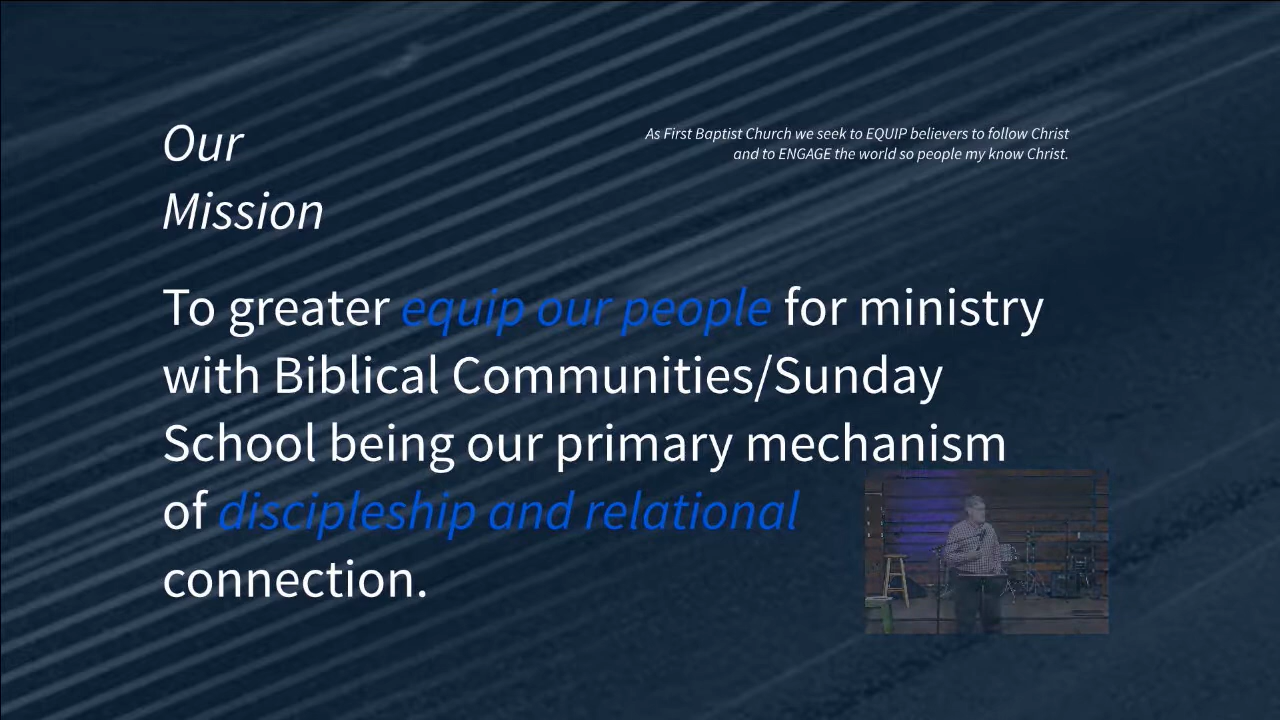 Our
Mission
As First Baptist Church we seek to EQUIP believers to follow Christ
and to ENGAGE the world so people my know Christ.
To greater equip our people for ministry
with Biblical Communities/Sunday
School being our primary mechanism
of discipleship and relational
connection.